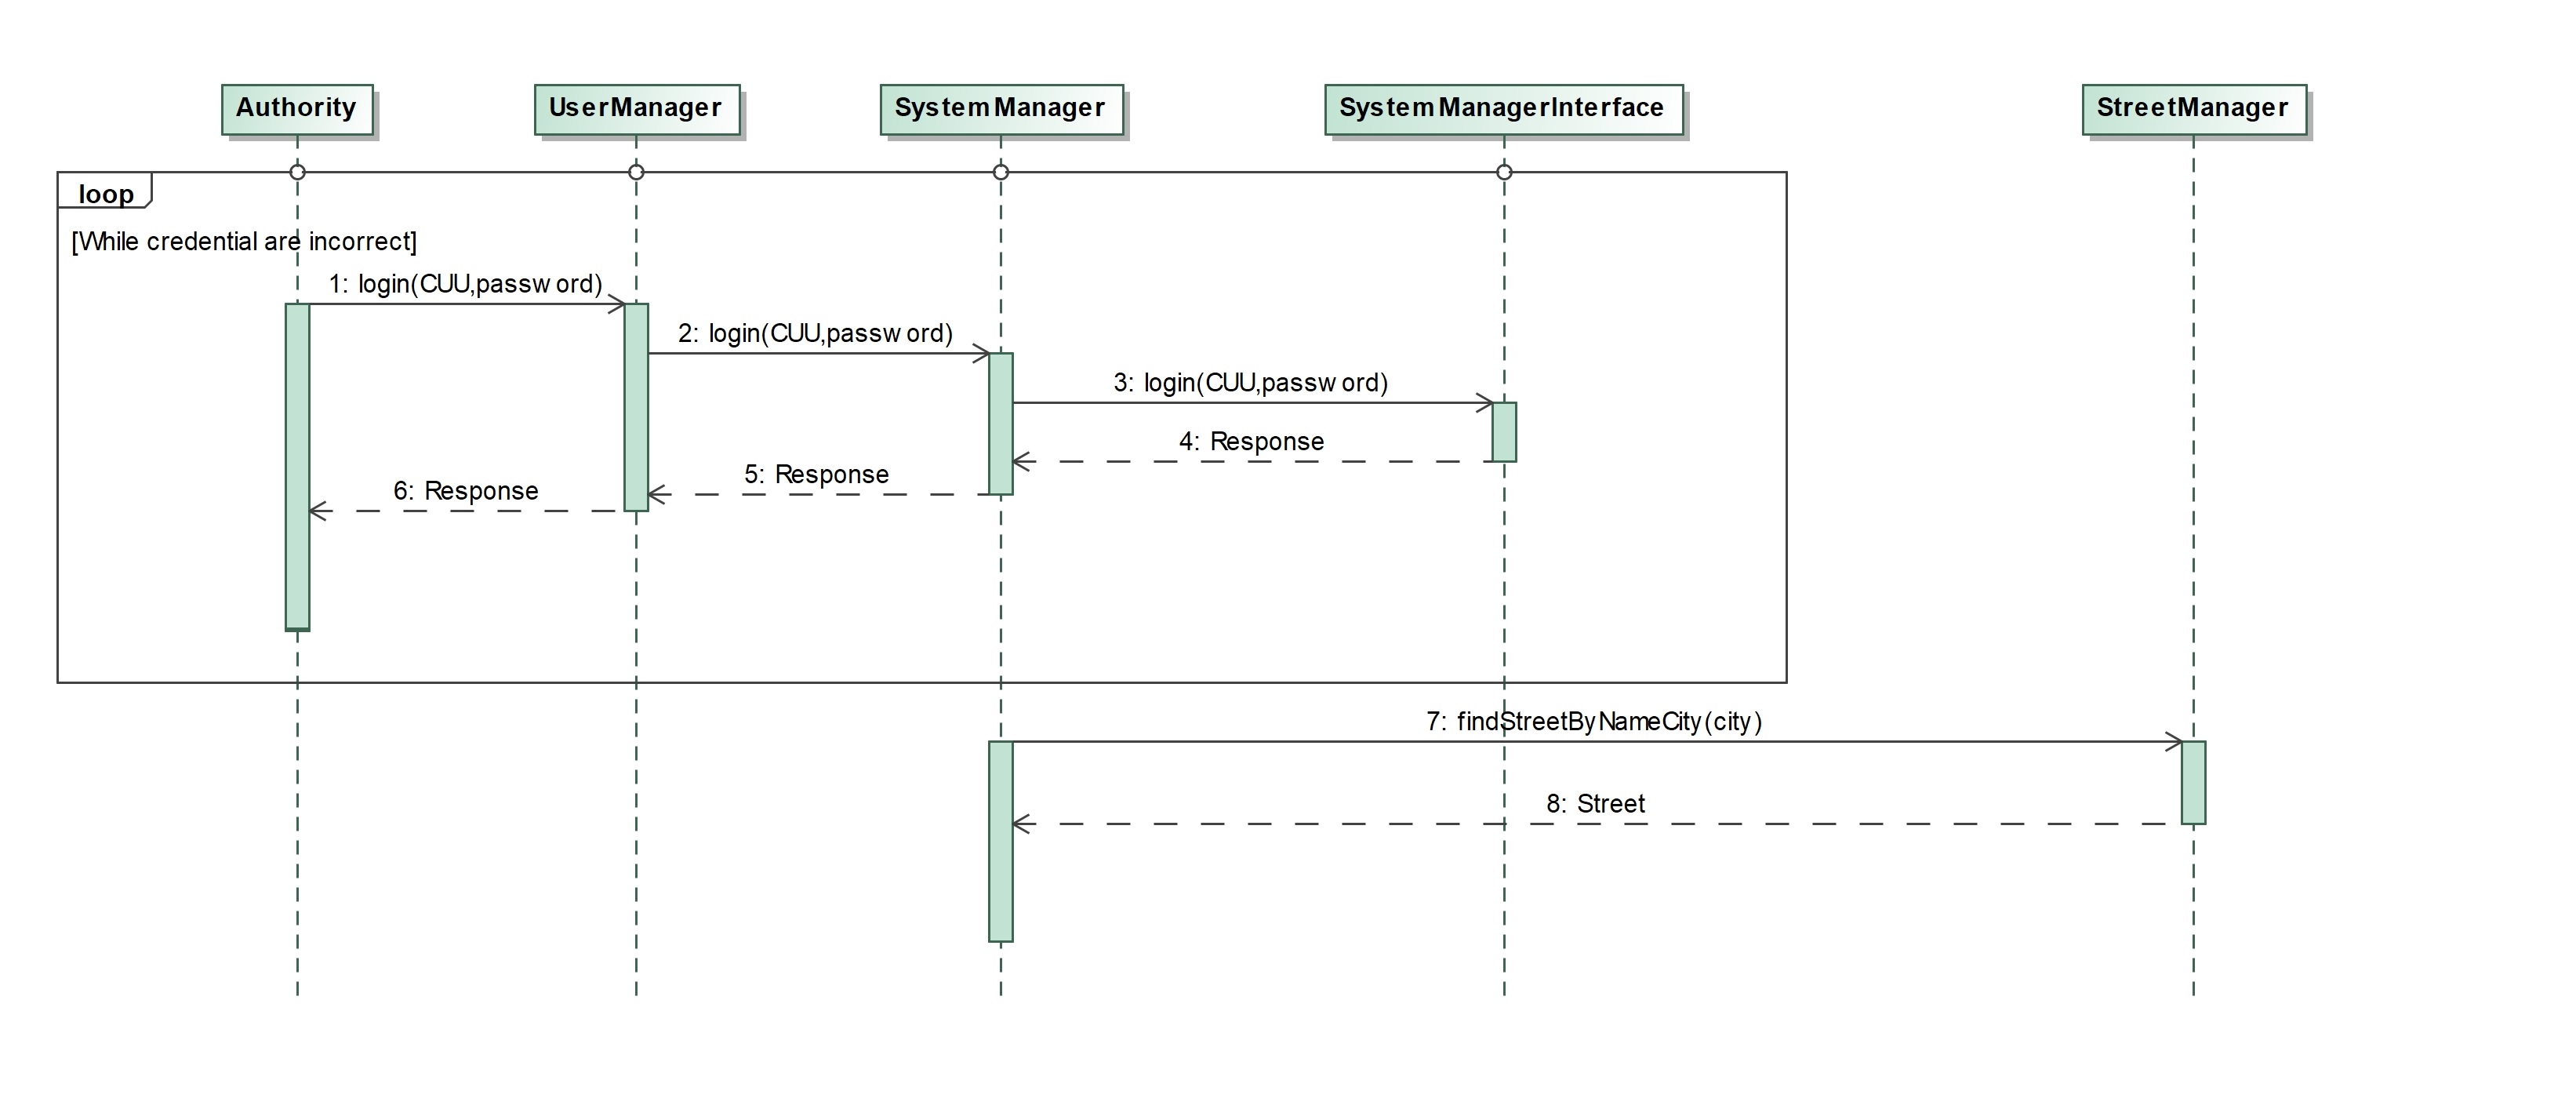 Authority
UserManager
SystemManager
SystemManagerInterface
StreetManager
loop
[While credential are incorrect]
1: login(CUU,password)
2: login(CUU,password)
3: login(CUU,password)
4: Response
5: Response
6: Response
7: findStreetByNameCity(city)
8: Street